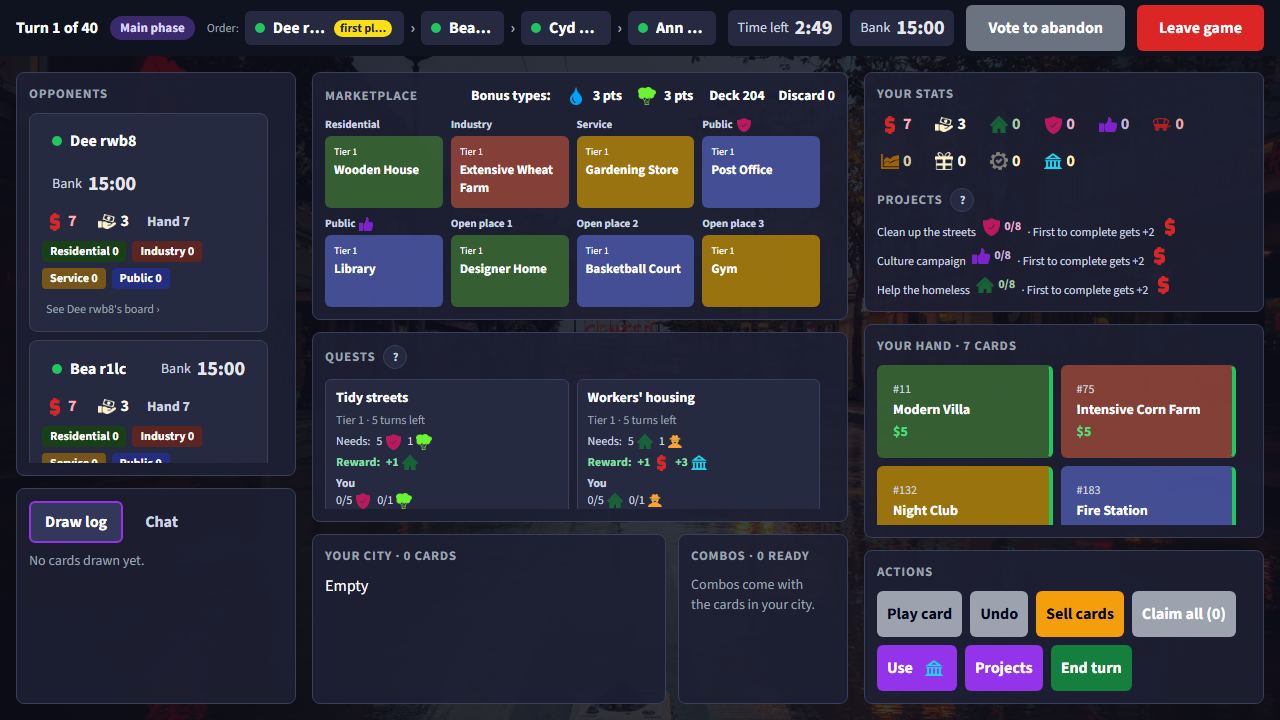 Turn 1 of 40 Main phase Order: Dee r... first pl... › Bea... › Cyd ... › Ann ... Time left 2:49 Bank 15:00 Vote to abandon Leave game
OPPONENTS
Dee rwb8
Bank 15:00
7 3 Hand 7
Residential 0 Industry 0
Service 0 Public 0
See Dee rwb8's board ›
Bea r1lc Bank 15:00
7 3 Hand 7
Residential 0 Industry 0
Service 0 Public 0
Draw log Chat
No cards drawn yet.
MARKETPLACE Bonus types: 3 pts 3 pts Deck 204 Discard 0
Residential Industry Service Public
Tier 1 Tier 1 Tier 1 Tier 1
Wooden House Extensive Wheat Gardening Store Post Office
Farm
Public Open place 1 Open place 2 Open place 3
Tier 1 Tier 1 Tier 1 Tier 1
Library Designer Home Basketball Court Gym
QUESTS ?
Tidy streets
Tier 1 · 5 turns left
Needs: 5 1
Reward: +1
You
0/5 0/1
Workers' housing
Tier 1 · 5 turns left
Needs: 5 1
Reward: +1 +3
You
0/5 0/1
YOUR CITY · 0 CARDS
Empty
COMBOS · 0 READY
Combos come with
the cards in your city.
YOUR STATS
7 3 0 0 0 0
0 0 0 0
PROJECTS ?
Clean up the streets 0/8 · First to complete gets +2
Culture campaign 0/8 · First to complete gets +2
Help the homeless 0/8 · First to complete gets +2
YOUR HAND · 7 CARDS
#11
Modern Villa
$5
#75
Intensive Corn Farm
$5
#132
Night Club
#183
Fire Station
ACTIONS
Play card Undo Sell cards Claim all (0)
Use Projects End turn